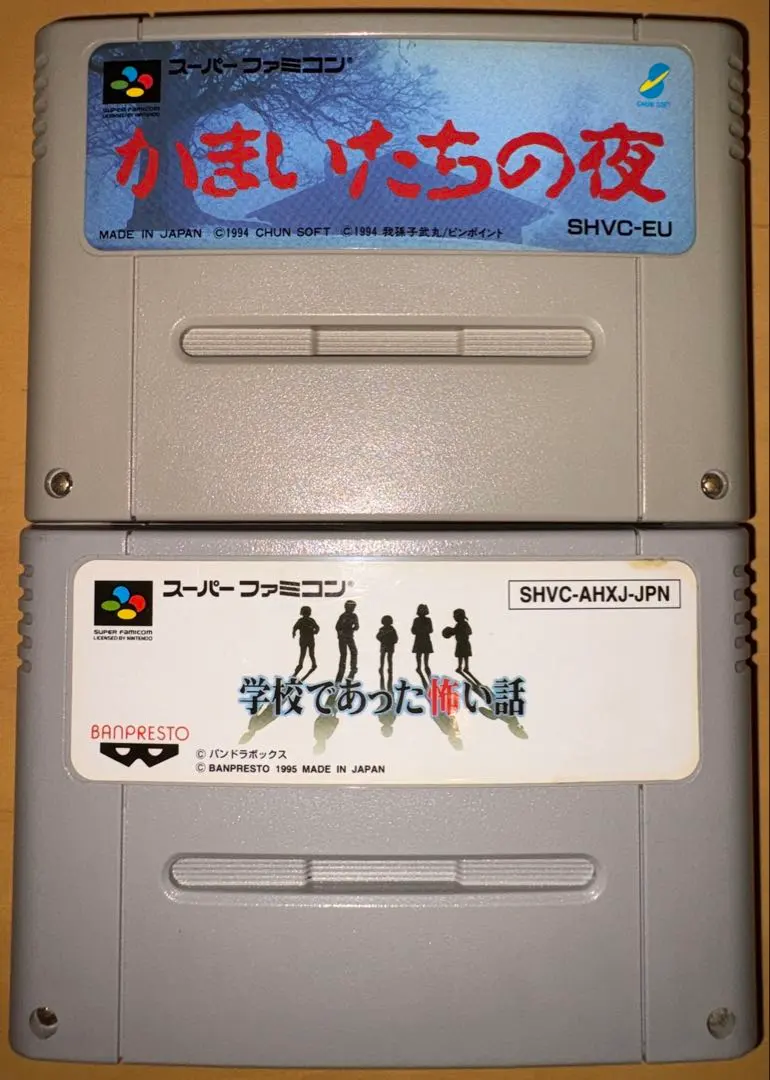 スーパーファミコン®
SUPER FAMICOM
LICENSED BY NINTENDO
CHUN SOFT
かまいたちの夜
SHVC-EU
MADE IN JAPAN ©1994 CHUN SOFT ©1994 我孫子武丸/ピンポイント
スーパーファミコン®
SHVC-AHXJ-JPN
SUPER FAMICOM
LICENSED BY NINTENDO
学校であった怖い話
BANPRESTO
© パンドラボックス
© BANPRESTO 1995 MADE IN JAPAN